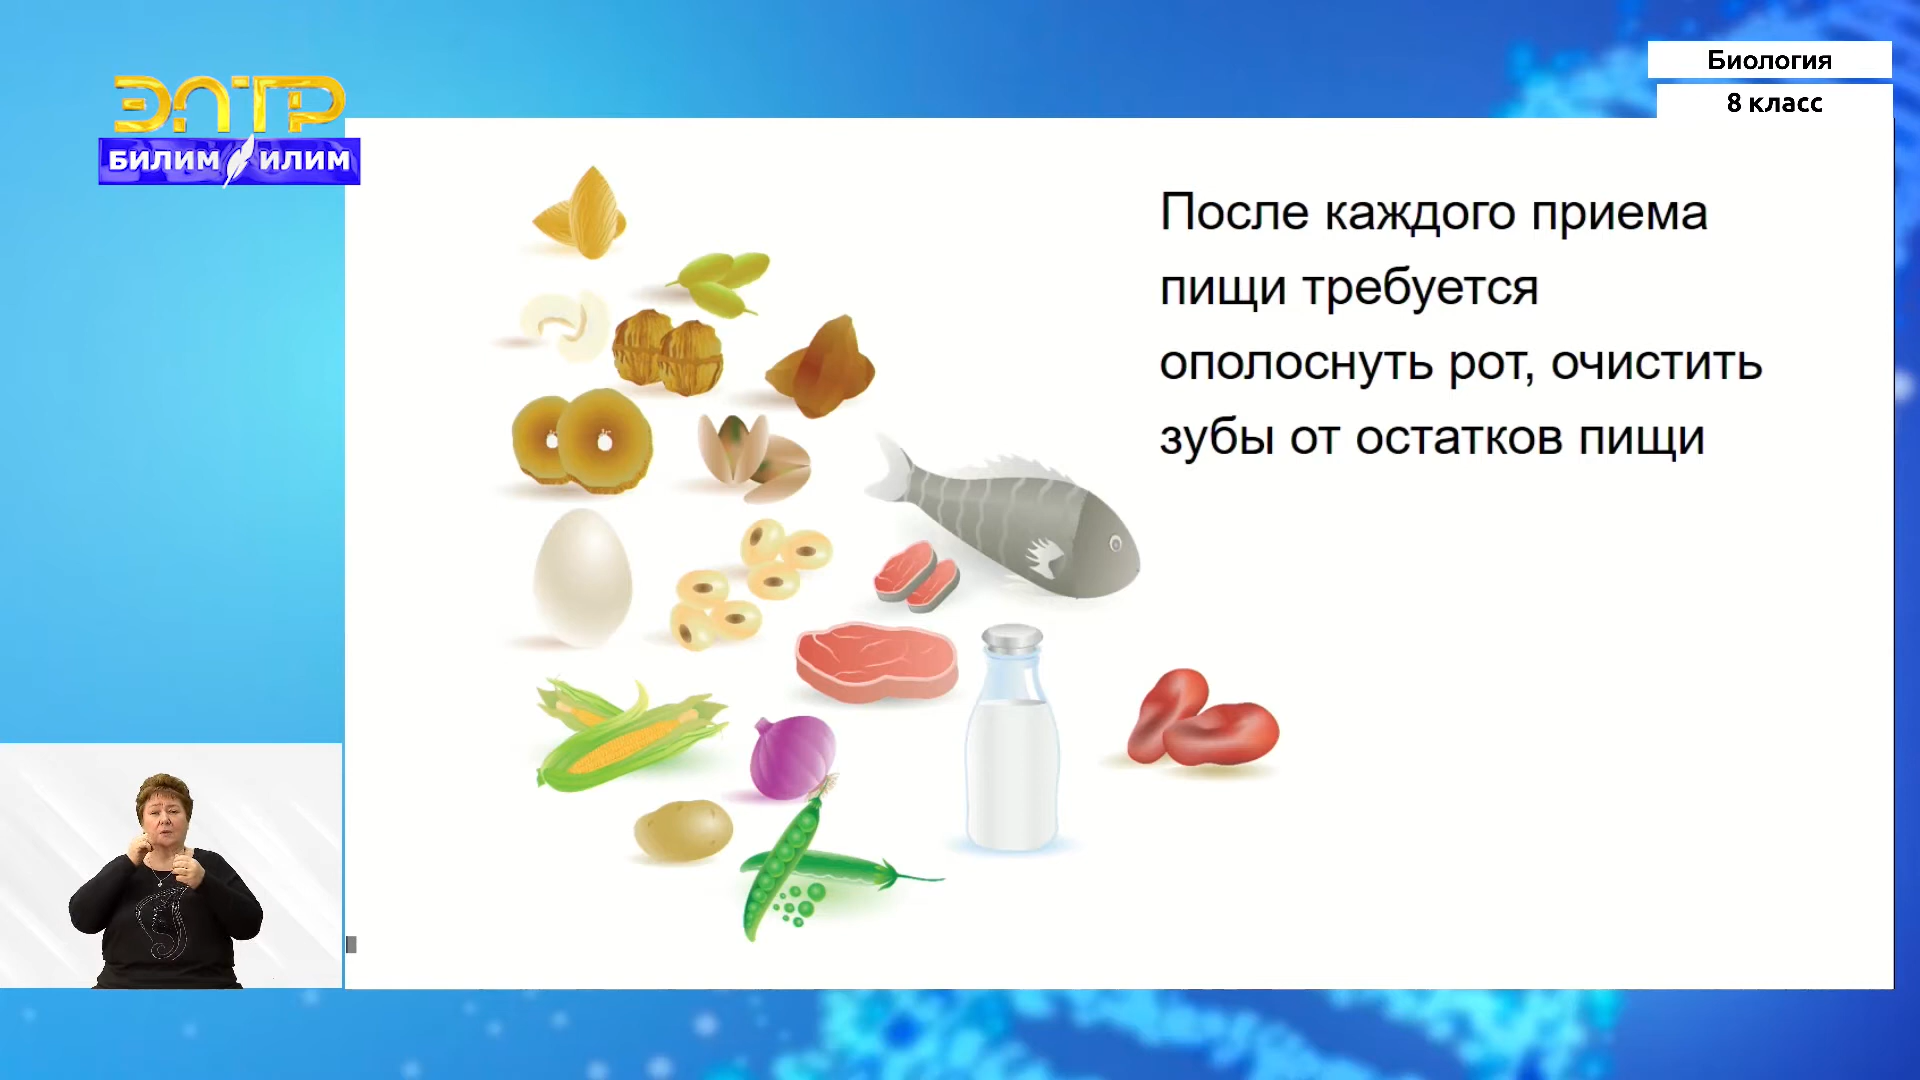 Биология
8 класс
ЭЛТР
БИЛИМ ИЛИМ
После каждого приема
пищи требуется
ополоснуть рот, очистить
зубы от остатков пищи